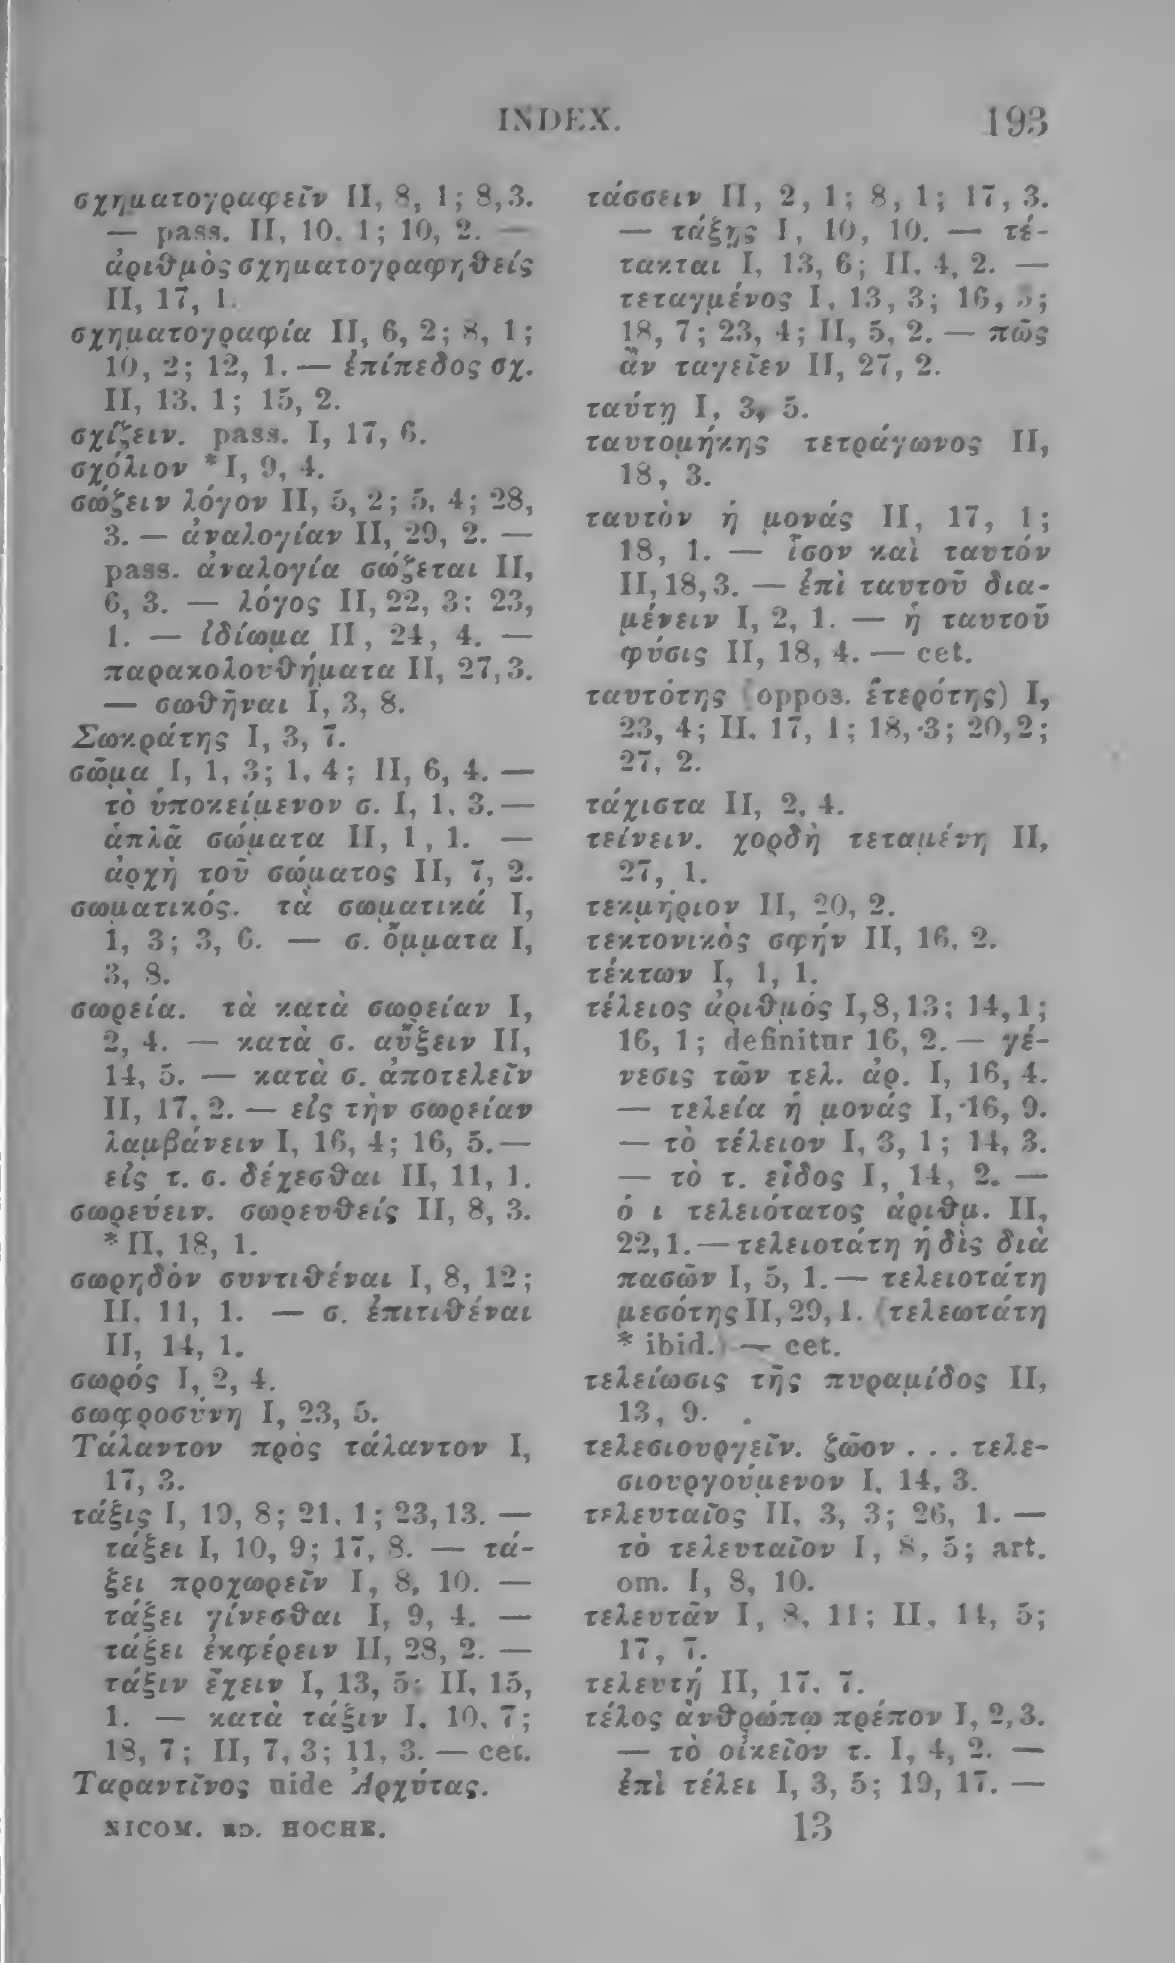 INDEX. 193
σχηματογραφεῖν II, 8, 1; 8,3.
— pass. II, 10, 1; 10, 2. —
ἀριθμὸς σχηματογραφηθείς
II, 17, 1.
σχηματογραφία II, 6, 2; 8, 1;
10, 2; 12, 1. — ἐπίπεδος σχ.
II, 13, 1; 15, 2.
σχίζειν. pass. I, 17, 6.
σχόλιον * I, 9, 4.
σώζειν λόγον II, 5, 2; 5, 4; 28,
3. — ἀναλογίαν II, 29, 2. —
pass. ἀναλογία σώζεται II,
6, 3. — λόγος II, 22, 3; 23,
1. — ἰδίωμα II, 24, 4. —
παρακολουθήματα II, 27,3.
— σωθῆναι I, 3, 8.
Σωκράτης I, 3, 7.
σῶμα I, 1, 3; 1, 4; II, 6, 4. —
τὸ ὑποκείμενον σ. I, 1, 3. —
ἁπλᾶ σώματα II, 1, 1. —
ἀρχὴ τοῦ σώματος II, 7, 2.
σωματικός. τὰ σωματικά I,
1, 3; 3, 6. — σ. ὄμματα I,
3, 8.
σωρεία. τὰ κατὰ σωρείαν I,
2, 4. — κατὰ σ. αὔξειν II,
14, 5. — κατὰ σ. ἀποτελεῖν
II, 17, 2. — εἰς τὴν σωρείαν
λαμβάνειν I, 16, 4; 16, 5. —
εἰς τ. σ. δέχεσθαι II, 11, 1.
σωρεύειν. σωρευθείς II, 8, 3.
* II, 18, 1.
σωρηδὸν συντιθέναι I, 8, 12;
II, 11, 1. — σ. ἐπιτιθέναι
II, 14, 1.
σωρός I, 2, 4.
σωφροσύνη I, 23, 5.
Τάλαντον πρὸς τάλαντον I,
17, 3.
τάξις I, 19, 8; 21, 1; 23,13. —
τάξει I, 10, 9; 17, 8. — τά-
ξει προχωρεῖν I, 8, 10. —
τάξει γίνεσθαι I, 9, 4. —
τάξει ἐκφέρειν II, 28, 2. —
τάξιν ἔχειν I, 13, 5; II, 15,
1. — κατὰ τάξιν I, 10, 7;
18, 7; II, 7, 3; 11, 3. — cet.
Ταραντῖνος uide Ἀρχύτας.
NICOM. ED. HOCHE.
τάσσειν II, 2, 1; 8, 1; 17, 3.
— τάξῃς I, 10, 10. — τέ-
τακται I, 13, 6; II, 4, 2. —
τεταγμένος I, 13, 3; 16, 3;
18, 7; 23, 4; II, 5, 2. — πῶς
ἂν ταγεῖεν II, 27, 2.
ταύτῃ I, 3, 5.
ταυτομήκης τετράγωνος II,
18, 3.
ταυτὸν ἡ μονάς II, 17, 1;
18, 1. — ἴσον καὶ ταυτόν
II, 18, 3. — ἐπὶ ταυτοῦ δια-
μένειν I, 2, 1. — ἡ ταυτοῦ
φύσις II, 18, 4. — cet.
ταυτότης (oppos. ἑτερότης) I,
23, 4; II, 17, 1; 18, 3; 20,2;
27, 2.
τάχιστα II, 2, 4.
τείνειν. χορδὴ τεταμένη II,
27, 1.
τεκμήριον II, 20, 2.
τεκτονικὸς σφήν II, 16, 2.
τέκτων I, 1, 1.
τέλειος ἀριθμός I,8,13; 14,1;
16, 1; definitur 16, 2. — γέ-
νεσις τῶν τελ. ἀρ. I, 16, 4.
— τελεία ἡ μονάς I, 16, 9.
— τὸ τέλειον I, 3, 1; 14, 3.
— τὸ τ. εἶδος I, 14, 2. —
ὁ ι τελειότατος ἀριθμ. II,
22,1. — τελειοτάτη ἡ δὶς διὰ
πασῶν I, 5, 1. — τελειοτάτη
μεσότης II, 29, 1. (τελεωτάτη
* ibid.) — cet.
τελείωσις τῆς πυραμίδος II,
13, 9.
τελεσιουργεῖν. ζῶον . . . τελε-
σιουργούμενον I, 14, 3.
τελευταῖος II, 3, 3; 26, 1. —
τὸ τελευταῖον I, 8, 5; art.
om. I, 8, 10.
τελευτᾶν I, 8, 11; II, 14, 5;
17, 7.
τελευτή II, 17, 7.
τέλος ἀνθρώπῳ πρέπον I, 2,3.
— τὸ οἰκεῖον τ. I, 4, 2. —
ἐπὶ τέλει I, 3, 5; 19, 17. —
13